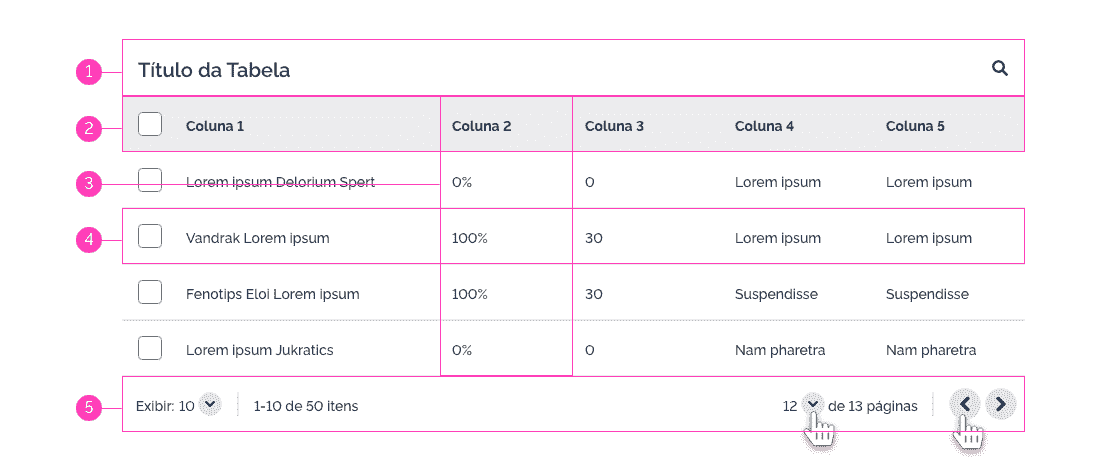 1 Título da Tabela
2 Coluna 1 Coluna 2 Coluna 3 Coluna 4 Coluna 5
3 Lorem ipsum Delorium Spert 0% 0 Lorem ipsum Lorem ipsum
4 Vandrak Lorem ipsum 100% 30 Lorem ipsum Lorem ipsum
Fenotips Eloi Lorem ipsum 100% 30 Suspendisse Suspendisse
Lorem ipsum Jukratics 0% 0 Nam pharetra Nam pharetra
5 Exibir: 10 1-10 de 50 itens 12 de 13 páginas